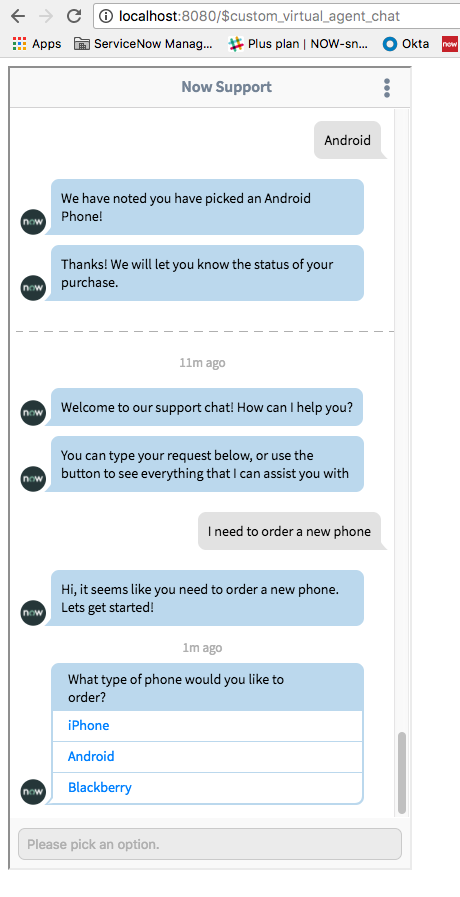 localhost:8080/$custom_virtual_agent_chat
Apps ServiceNow Manag... Plus plan | NOW-sn... Okta now
Now Support
Android
We have noted you have picked an Android
Phone!
now
Thanks! We will let you know the status of your
purchase.
now
11m ago
Welcome to our support chat! How can I help you?
now
You can type your request below, or use the
button to see everything that I can assist you with
now
I need to order a new phone
Hi, it seems like you need to order a new phone.
Lets get started!
now
1m ago
What type of phone would you like to
order?
iPhone
Android
Blackberry
now
Please pick an option.